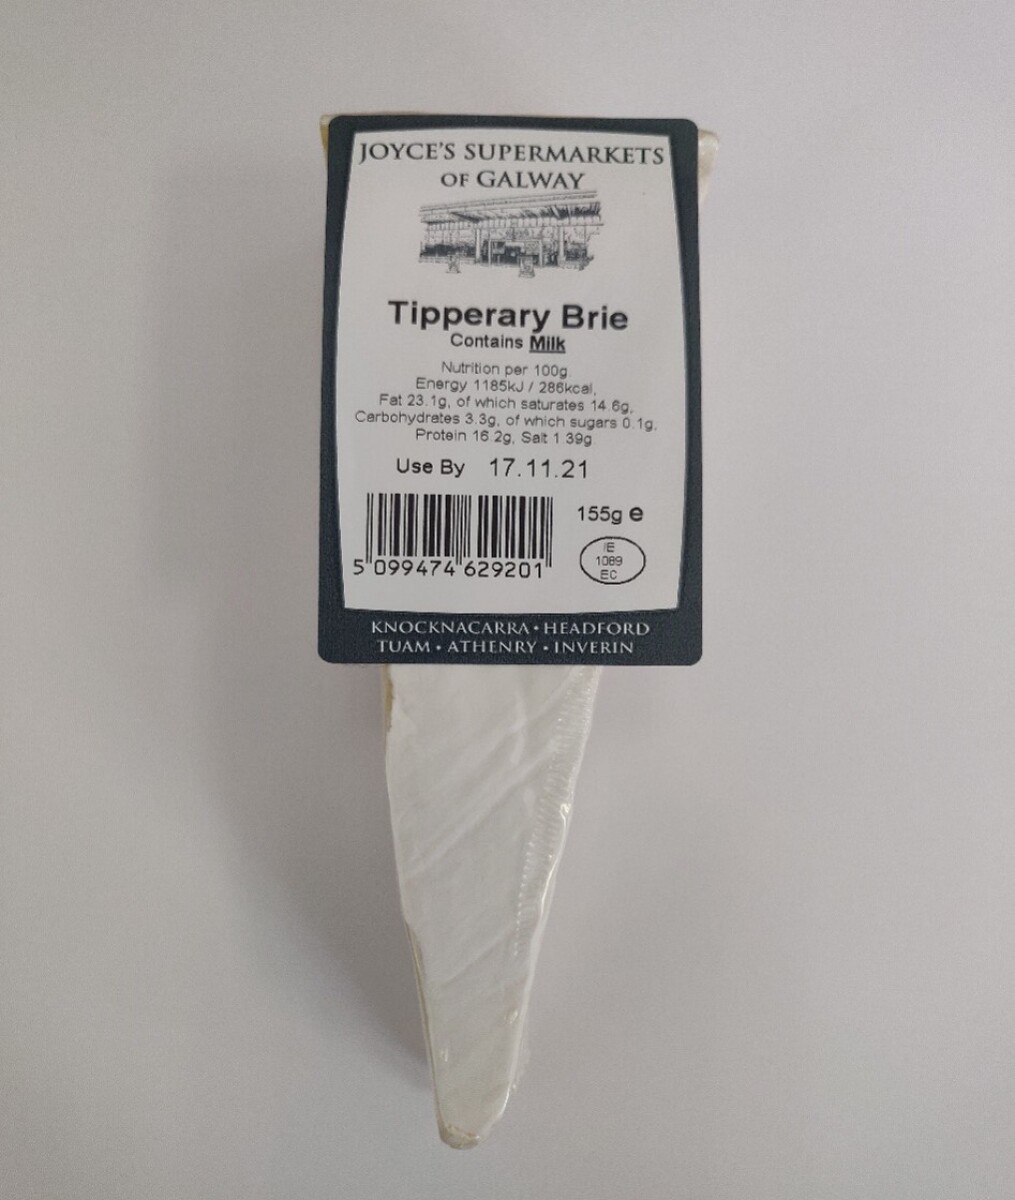 JOYCE'S SUPERMARKETS
OF GALWAY
Tipperary Brie
Contains Milk
Nutrition per 100g
Energy 1185kJ / 286kcal,
Fat 23.1g, of which saturates 14.6g,
Carbohydrates 3.3g, of which sugars 0.1g,
Protein 16.2g, Salt 1.39g
Use By 17.11.21
155g e
5 099474 629201
IE
1089
EC
KNOCKNACARRA • HEADFORD
TUAM • ATHENRY • INVERIN